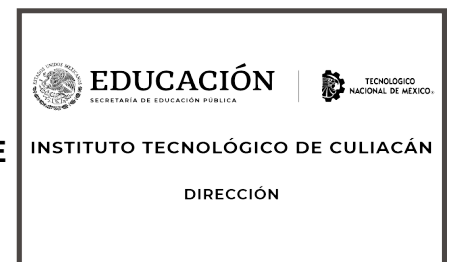 EDUCACIÓN
SECRETARÍA DE EDUCACIÓN PÚBLICA
TECNOLÓGICO
NACIONAL DE MÉXICO®
E
INSTITUTO TECNOLÓGICO DE CULIACÁN
DIRECCIÓN